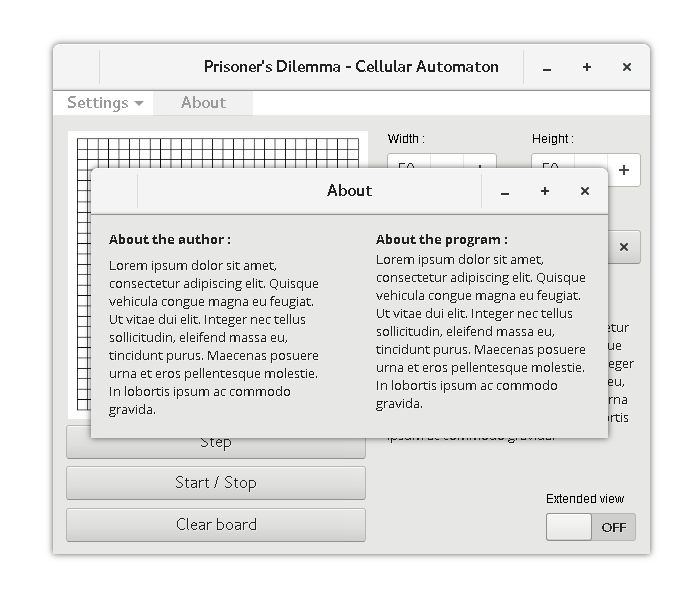 Prisoner's Dilemma - Cellular Automaton
Settings
About
Width :
Height :
About
About the author :
Lorem ipsum dolor sit amet,
consectetur adipiscing elit. Quisque
vehicula congue magna eu feugiat.
Ut vitae dui elit. Integer nec tellus
sollicitudin, eleifend massa eu,
tincidunt purus. Maecenas posuere
urna et eros pellentesque molestie.
In lobortis ipsum ac commodo
gravida.
About the program :
Lorem ipsum dolor sit amet,
consectetur adipiscing elit. Quisque
vehicula congue magna eu feugiat.
Ut vitae dui elit. Integer nec tellus
sollicitudin, eleifend massa eu,
tincidunt purus. Maecenas posuere
urna et eros pellentesque molestie.
In lobortis ipsum ac commodo
gravida.
Step
Start / Stop
Clear board
Extended view
OFF